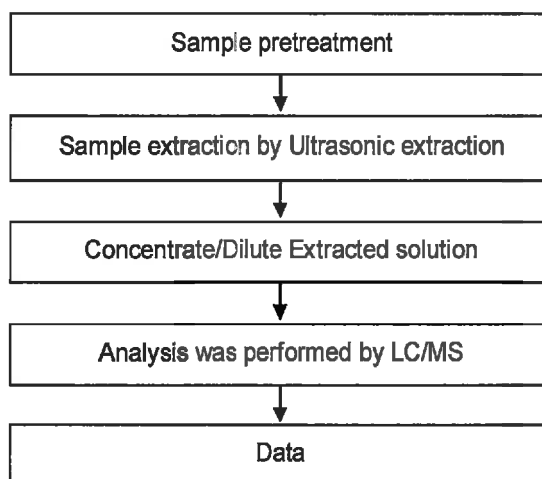 Sample pretreatment
Sample extraction by Ultrasonic extraction
Concentrate/Dilute Extracted solution
Analysis was performed by LC/MS
Data